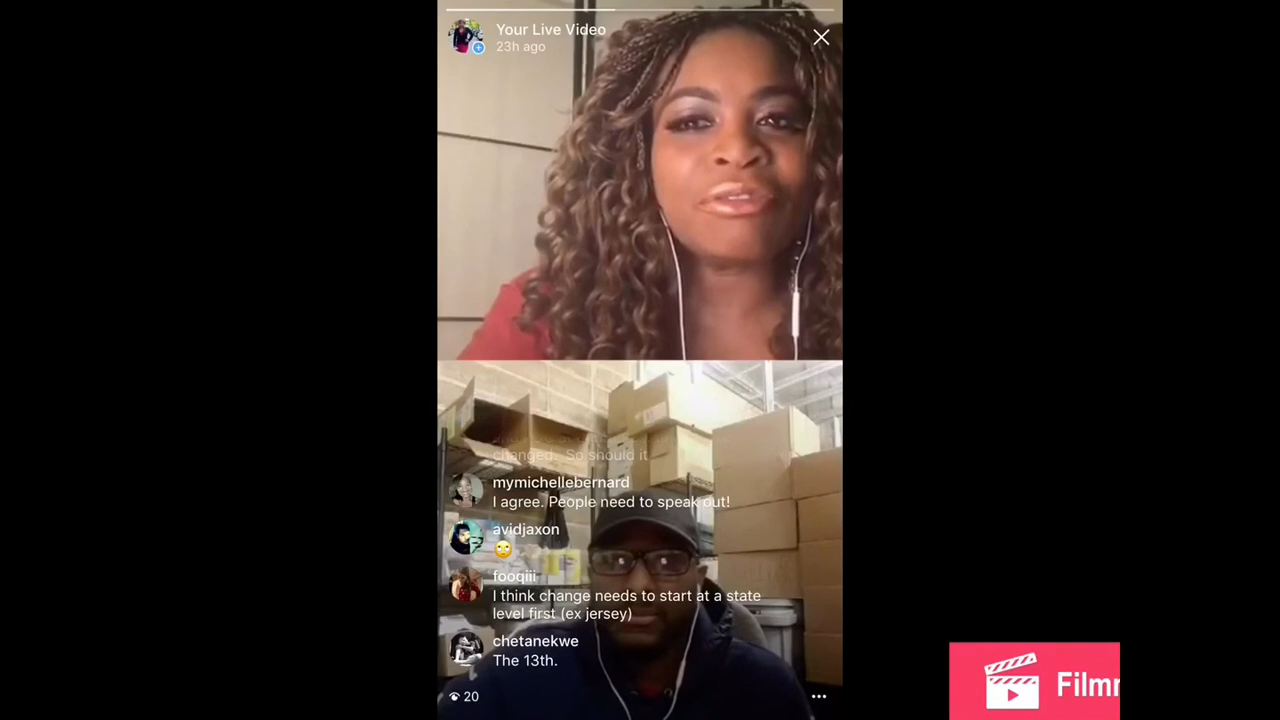 Your Live Video
23h ago
changed. So should it
mymichellebernard
I agree. People need to speak out!
avidjaxon
fooqiii
I think change needs to start at a state
level first (ex jersey)
chetanekwe
The 13th.
20
Filmr